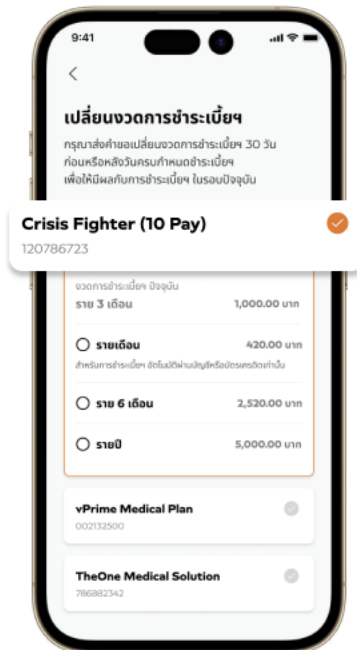 9:41
เปลี่ยนงวดการชำระเบี้ยฯ
กรุณาส่งคำขอเปลี่ยนงวดการชำระเบี้ยฯ 30 วัน
ก่อนหรือหลังวันครบกำหนดชำระเบี้ยฯ
เพื่อให้มีผลกับการชำระเบี้ยฯ ในรอบปัจจุบัน
Crisis Fighter (10 Pay)
120786723
งวดการชำระเบี้ยฯ ปัจจุบัน
ราย 3 เดือน 1,000.00 บาท
รายเดือน 420.00 บาท
สำหรับการชำระเบี้ยฯ อัตโนมัติผ่านบัญชีหรือบัตรเครดิตเท่านั้น
ราย 6 เดือน 2,520.00 บาท
รายปี 5,000.00 บาท
vPrime Medical Plan
002132500
TheOne Medical Solution
786882342